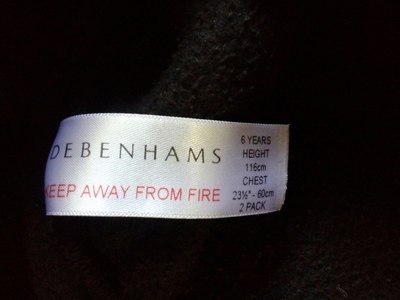 DEBENHAMS
KEEP AWAY FROM FIRE
6 YEARS
HEIGHT
116cm
CHEST
23½" - 60cm
2 PACK